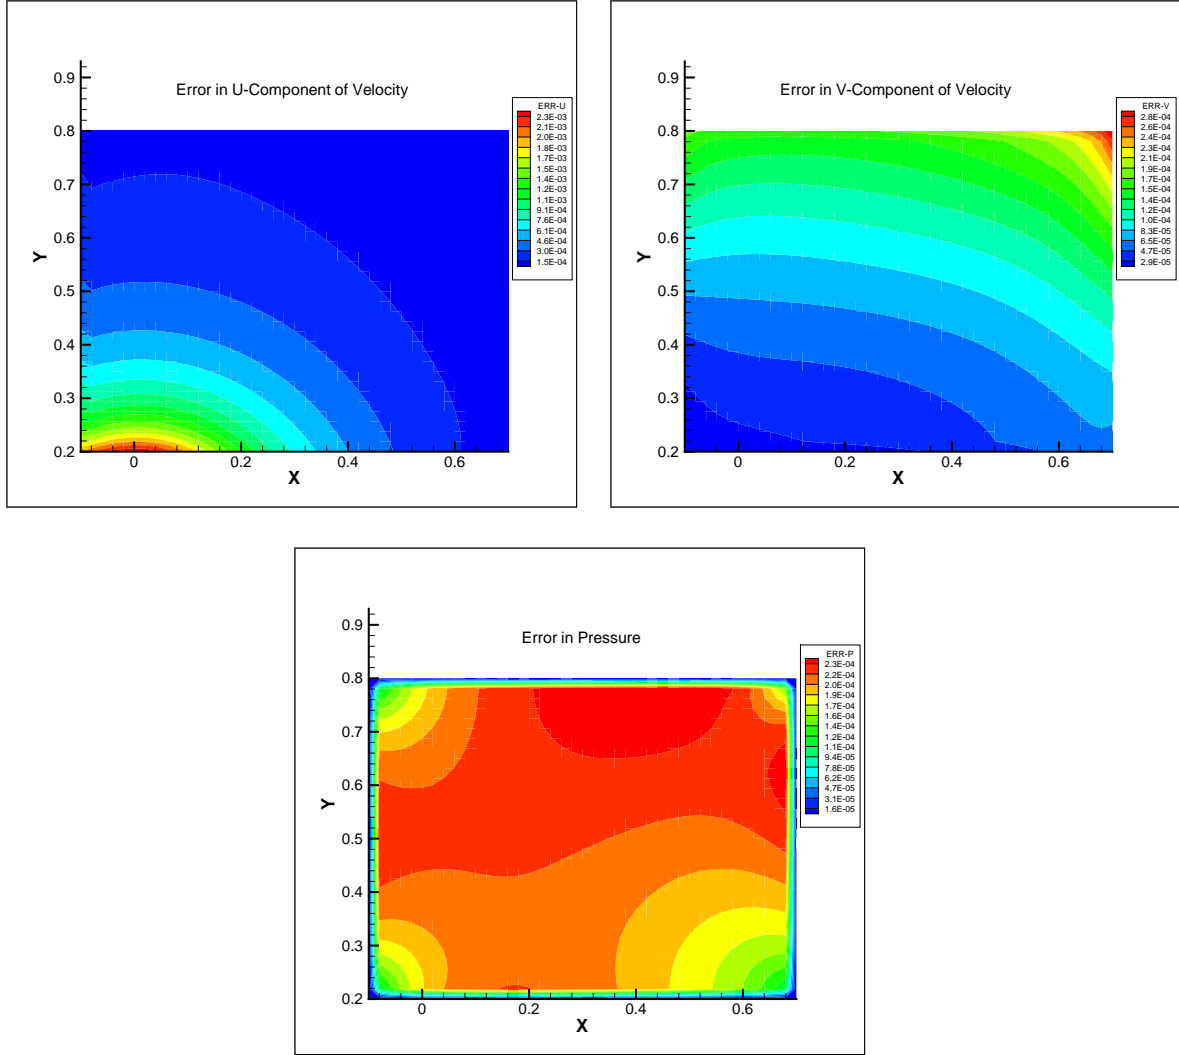 Error in U-Component of Velocity
ERR-U
2.3E-03
2.1E-03
2.0E-03
1.8E-03
1.7E-03
1.4E-03
1.2E-03
9.1E-04
7.6E-04
6.1E-04
4.6E-04
3.0E-04
1.5E-04
0.9
0.8
0.7
0.6
0.5
0.4
0.3
0.2
Y
0
0.2
0.4
0.6
X
Error in V-Component of Velocity
ERR-V
2.8E-04
2.6E-04
2.4E-04
2.3E-04
2.1E-04
1.9E-04
1.7E-04
1.5E-04
1.4E-04
1.2E-04
1.0E-04
8.3E-05
6.5E-05
4.7E-05
2.9E-05
0.9
0.8
0.7
0.6
0.5
0.4
0.3
0.2
Y
0
0.2
0.4
0.6
X
Error in Pressure
ERR-P
2.3E-04
2.2E-04
2.0E-04
1.9E-04
1.7E-04
1.6E-04
1.4E-04
1.2E-04
1.1E-04
9.4E-05
7.8E-05
6.2E-05
4.7E-05
3.1E-05
1.6E-05
0.9
0.8
0.7
0.6
0.5
0.4
0.3
0.2
Y
0
0.2
0.4
0.6
X